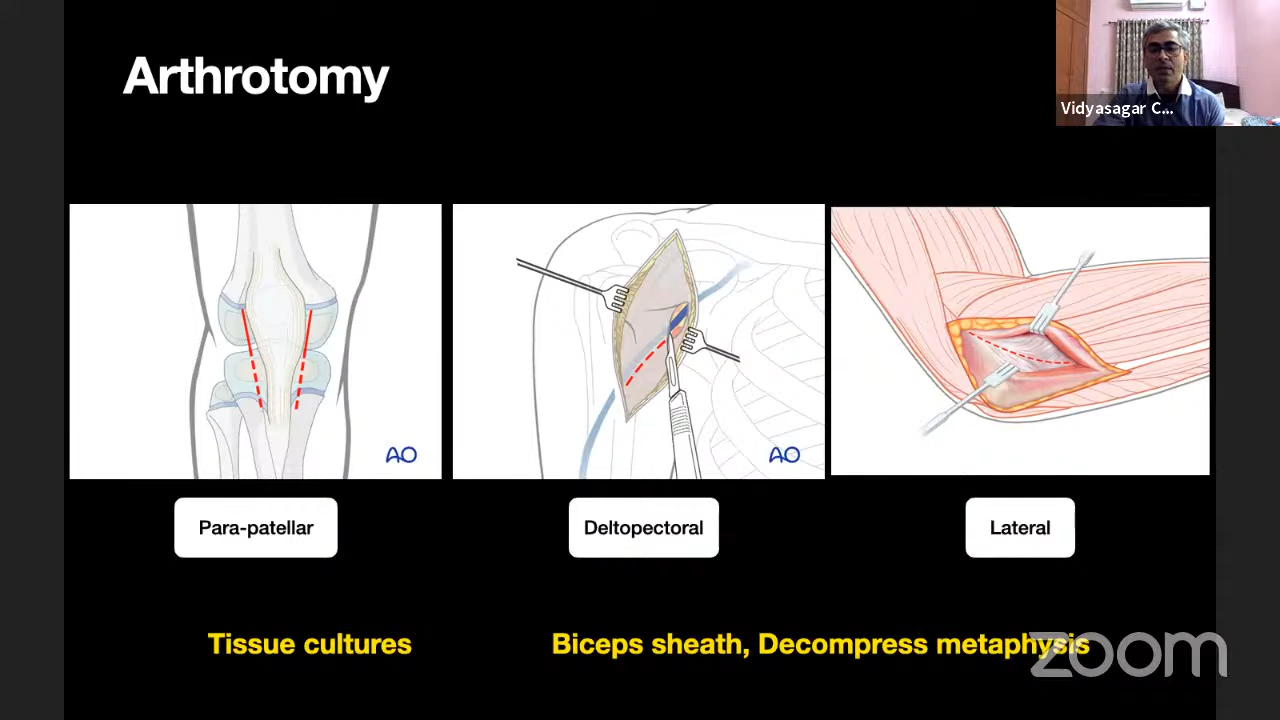 Arthrotomy
Vidyasagar C...
AO
AO
Para-patellar
Deltopectoral
Lateral
Tissue cultures
Biceps sheath, Decompress metaphysis
zoom